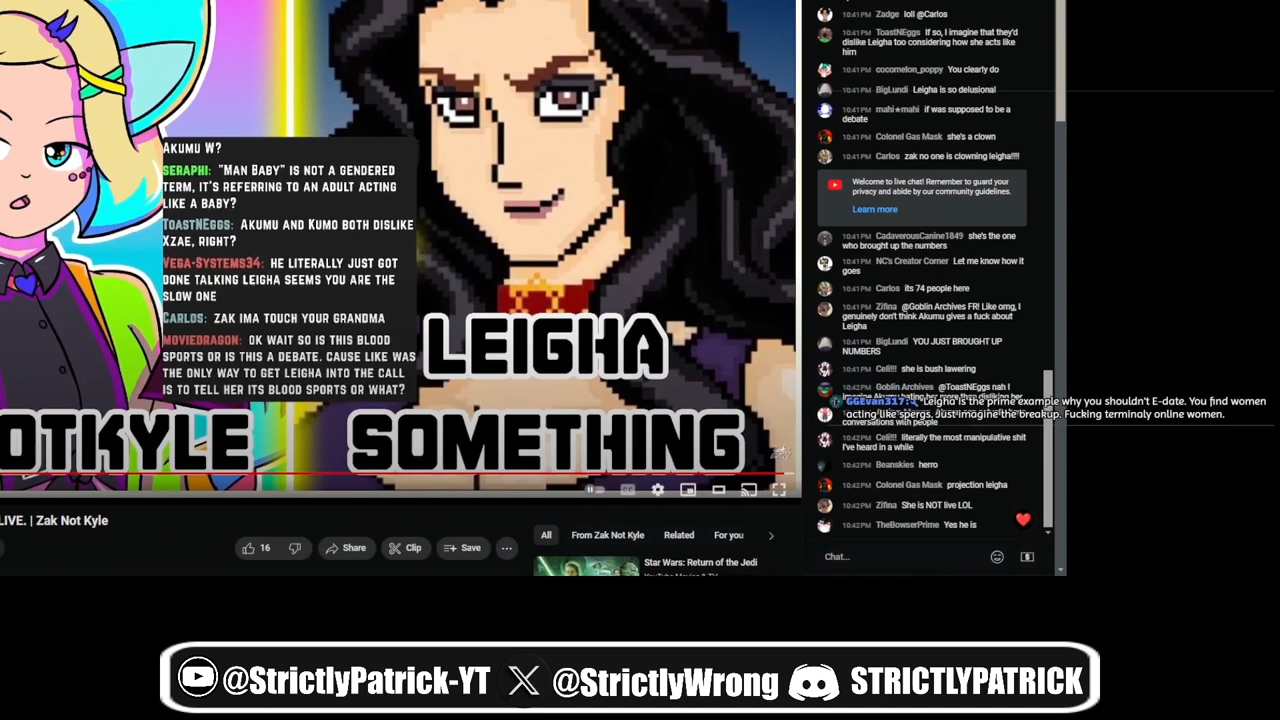 AKUMU W?
SERAPHI: "MAN BABY" IS NOT A GENDERED
TERM, IT'S REFERRING TO AN ADULT ACTING
LIKE A BABY?
TOASTNEGGS: AKUMU AND KUMO BOTH DISLIKE
XZAE, RIGHT?
VEGA-SYSTEMS34: HE LITERALLY JUST GOT
DONE TALKING LEIGHA SEEMS YOU ARE THE
SLOW ONE
CARLOS: ZAK IMA TOUCH YOUR GRANDMA
MOVIEDRAGON: OK WAIT SO IS THIS BLOOD
SPORTS OR IS THIS A DEBATE. CAUSE LIKE WAS
THE ONLY WAY TO GET LEIGHA INTO THE CALL
IS TO TELL HER ITS BLOOD SPORTS OR WHAT?
LEIGHA
OTKYLE SOMETHING
LIVE. | Zak Not Kyle
16 Share Clip Save
All From Zak Not Kyle Related For you
Star Wars: Return of the Jedi
10:41 PM Zadge loll @Carlos
10:41 PM ToastNEggs If so, I imagine that they'd
dislike Leigha too considering how she acts like
him
10:41 PM cocomelon_poppy You clearly do
10:41 PM BigLundi Leigha is so delusional
10:41 PM mahi★mahi if was supposed to be a
debate
10:41 PM Colonel Gas Mask she's a clown
10:41 PM Carlos zak no one is clowning leigha!!!!
Welcome to live chat! Remember to guard your
privacy and abide by our community guidelines.
Learn more
10:41 PM CadaverousCanine1849 she's the one
who brought up the numbers
10:41 PM NC's Creator Corner Let me know how it
goes
10:41 PM Carlos its 74 people here
10:41 PM Zifina @Goblin Archives FR! Like omg, I
genuinely don't think Akumu gives a fuck about
Leigha
10:41 PM BigLundi YOU JUST BROUGHT UP
NUMBERS
10:41 PM Celi!!! she is bush lawering
10:42 PM Goblin Archives @ToastNEggs nah I
GGEvan317: Leigha is the prime example why you shouldn't E-date. You find women
acting like spergs. Just imagine the breakup. Fucking terminaly online women.
conversations with people
10:42 PM Celi!!! literally the most manipulative shit
I've heard in a while
10:42 PM Beanskies herro
10:42 PM Colonel Gas Mask projection leigha
10:42 PM Zifina She is NOT live LOL
10:42 PM TheBowserPrime Yes he is
Chat...
@StrictlyPatrick-YT @StrictlyWrong STRICTLYPATRICK